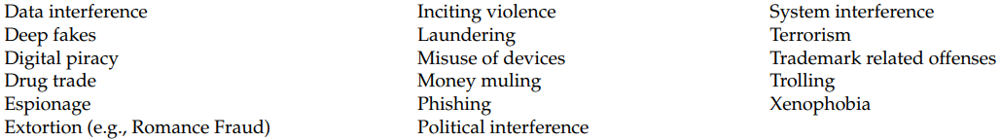 Data interference
Deep fakes
Digital piracy
Drug trade
Espionage
Extortion (e.g., Romance Fraud)
Inciting violence
Laundering
Misuse of devices
Money muling
Phishing
Political interference
System interference
Terrorism
Trademark related offenses
Trolling
Xenophobia